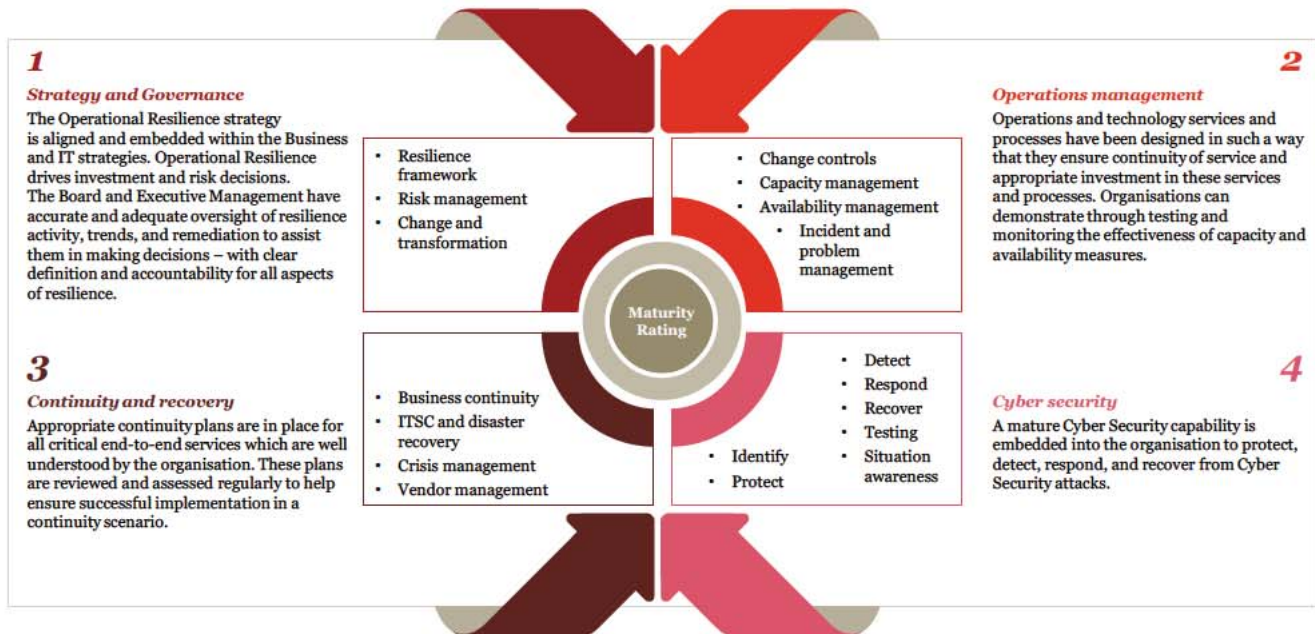 1
Strategy and Governance
The Operational Resilience strategy
is aligned and embedded within the Business
and IT strategies. Operational Resilience
drives investment and risk decisions.
The Board and Executive Management have
accurate and adequate oversight of resilience
activity, trends, and remediation to assist
them in making decisions – with clear
definition and accountability for all aspects
of resilience.
• Resilience
framework
• Risk management
• Change and
transformation
• Change controls
• Capacity management
• Availability management
• Incident and
problem
management
2
Operations management
Operations and technology services and
processes have been designed in such a way
that they ensure continuity of service and
appropriate investment in these services
and processes. Organisations can
demonstrate through testing and
monitoring the effectiveness of capacity and
availability measures.
Maturity
Rating
3
Continuity and recovery
Appropriate continuity plans are in place for
all critical end-to-end services which are well
understood by the organisation. These plans
are reviewed and assessed regularly to help
ensure successful implementation in a
continuity scenario.
• Business continuity
• ITSC and disaster
recovery
• Crisis management
• Vendor management
• Identify
• Protect
• Detect
• Respond
• Recover
• Testing
• Situation
awareness
4
Cyber security
A mature Cyber Security capability is
embedded into the organisation to protect,
detect, respond, and recover from Cyber
Security attacks.